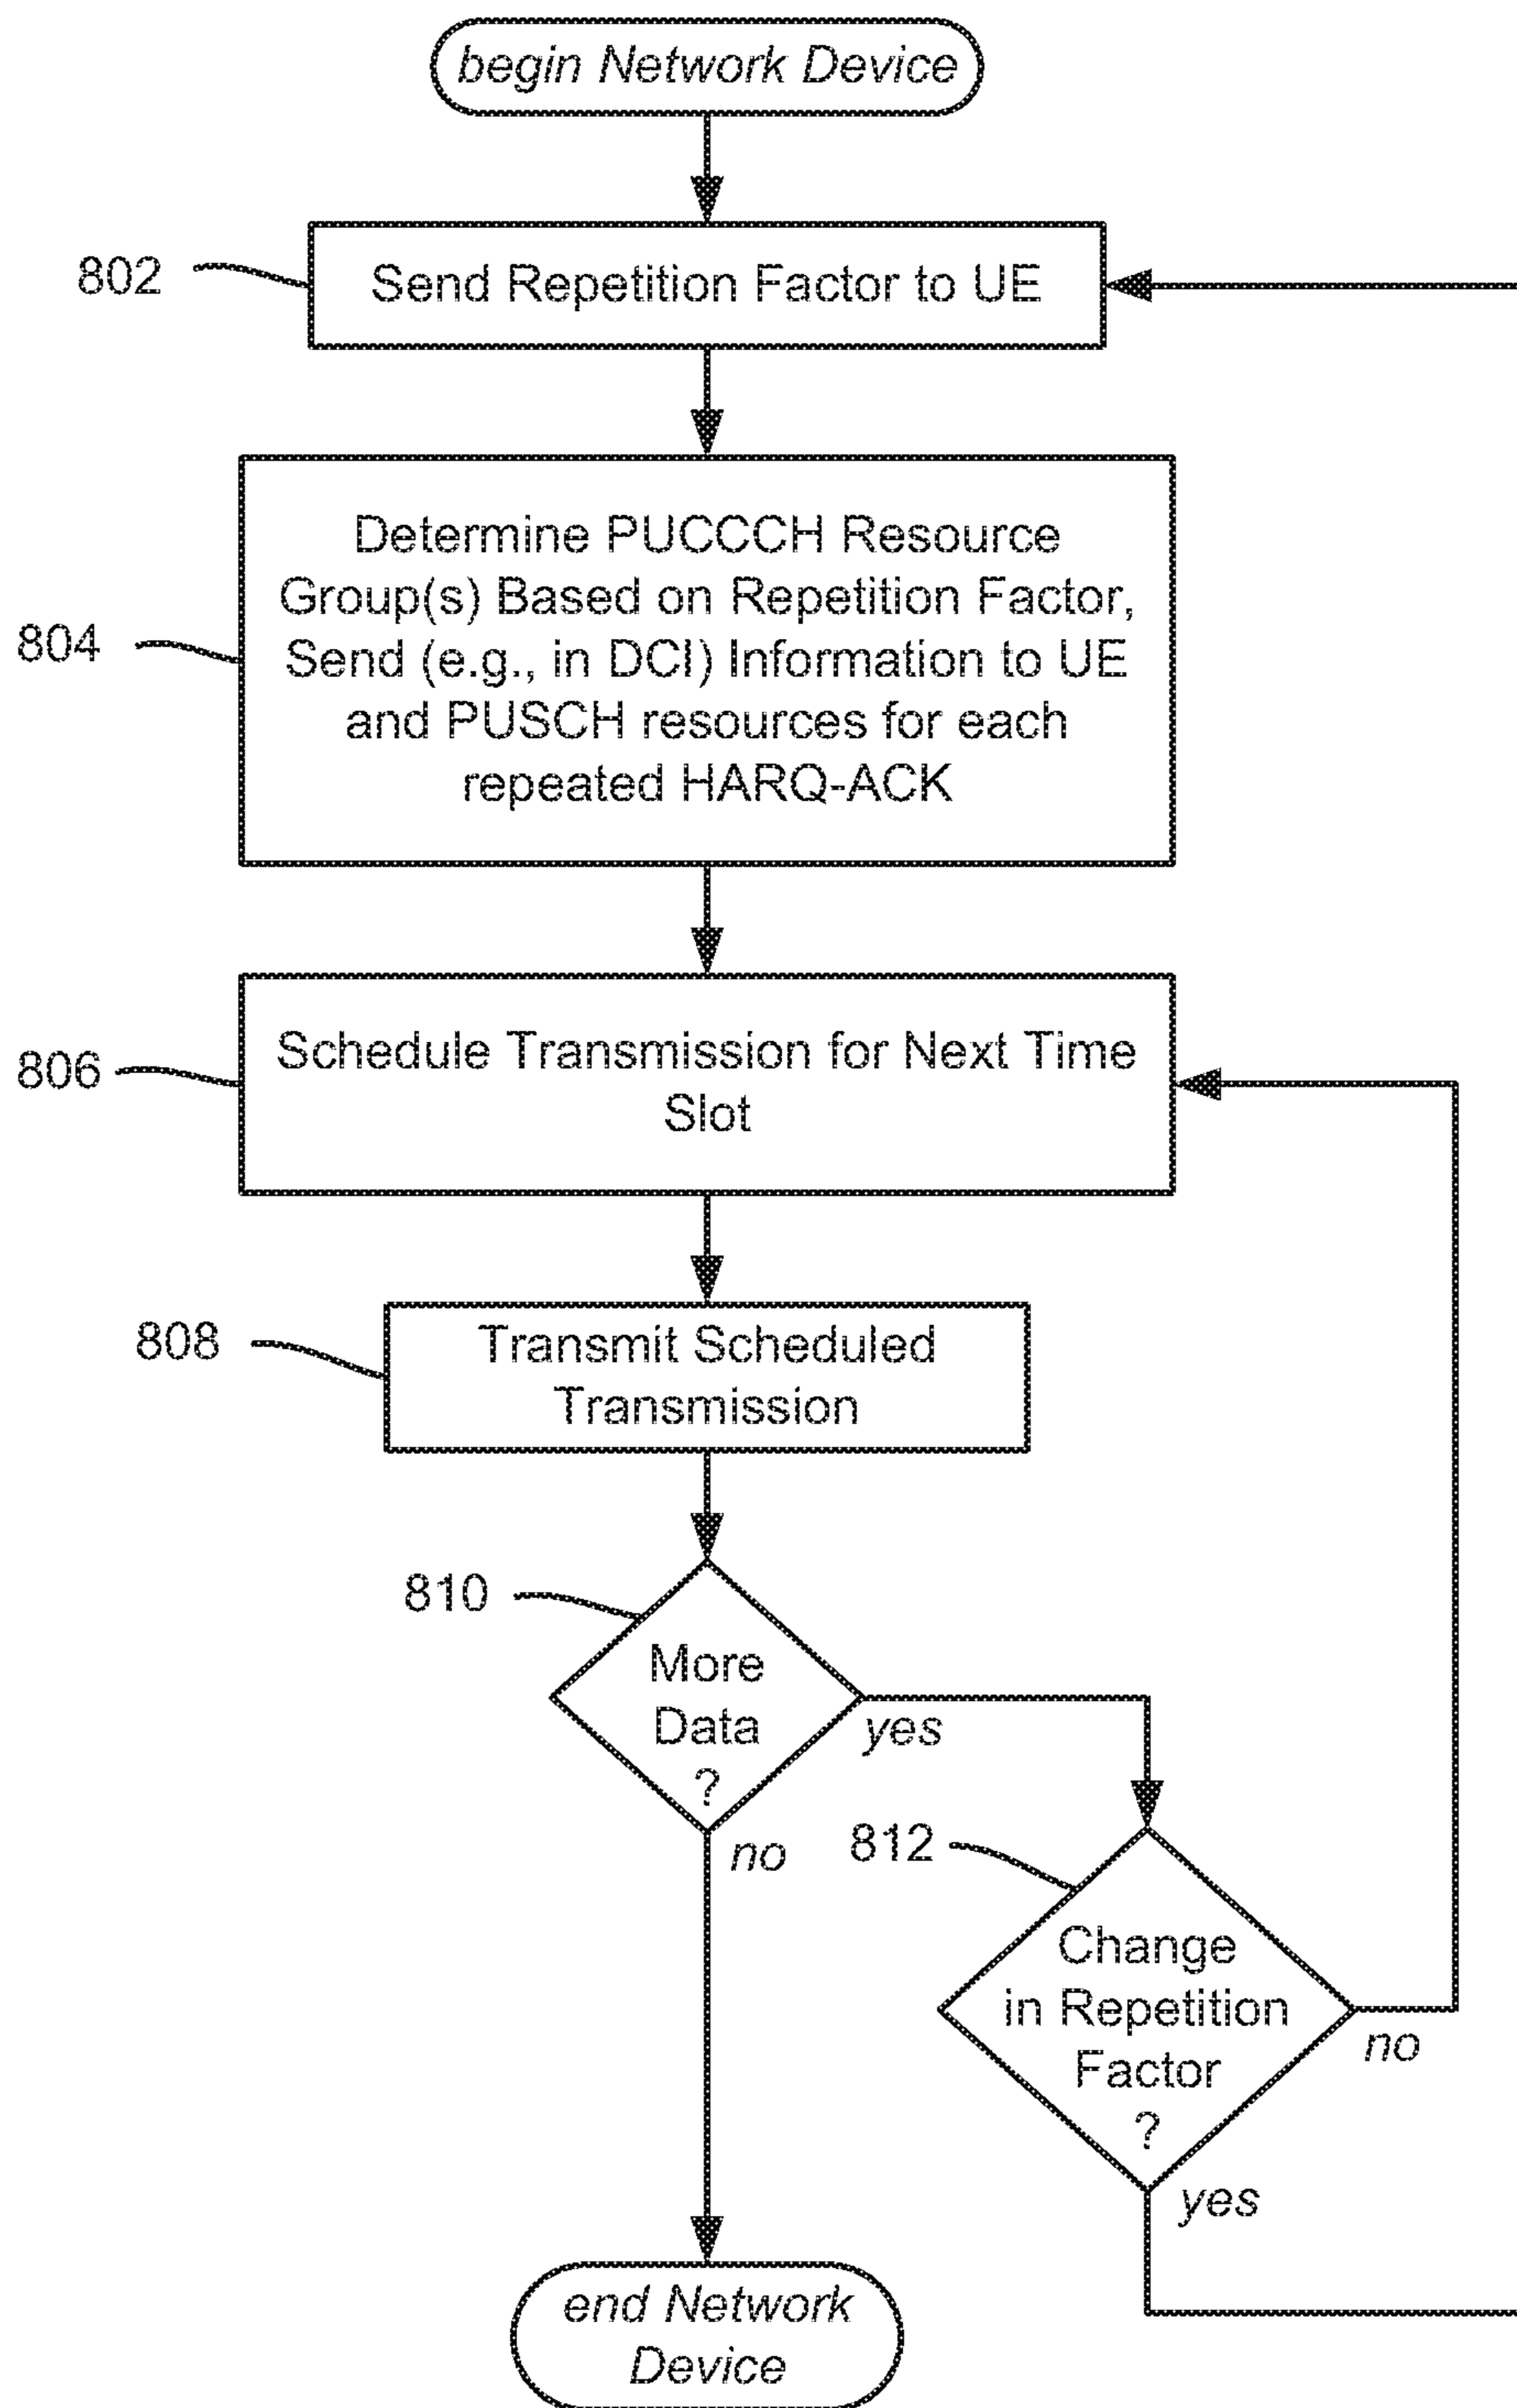 begin Network Device
802
Send Repetition Factor to UE
804
Determine PUCCCH Resource
Group(s) Based on Repetition Factor,
Send (e.g., in DCI) Information to UE
and PUSCH resources for each
repeated HARQ-ACK
806
Schedule Transmission for Next Time
Slot
808
Transmit Scheduled
Transmission
810
More
Data
?
yes
no
812
Change
in Repetition
Factor
?
no
yes
end Network
Device